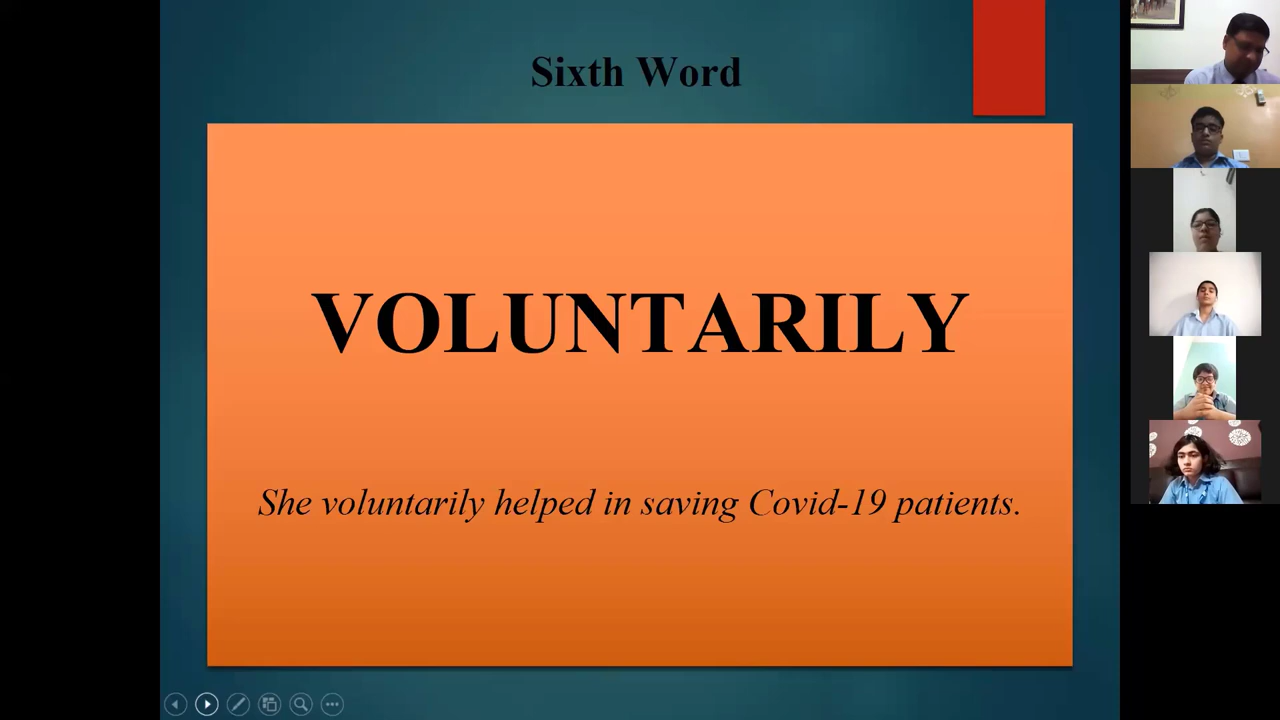 Sixth Word
VOLUNTARILY
She voluntarily helped in saving Covid-19 patients.